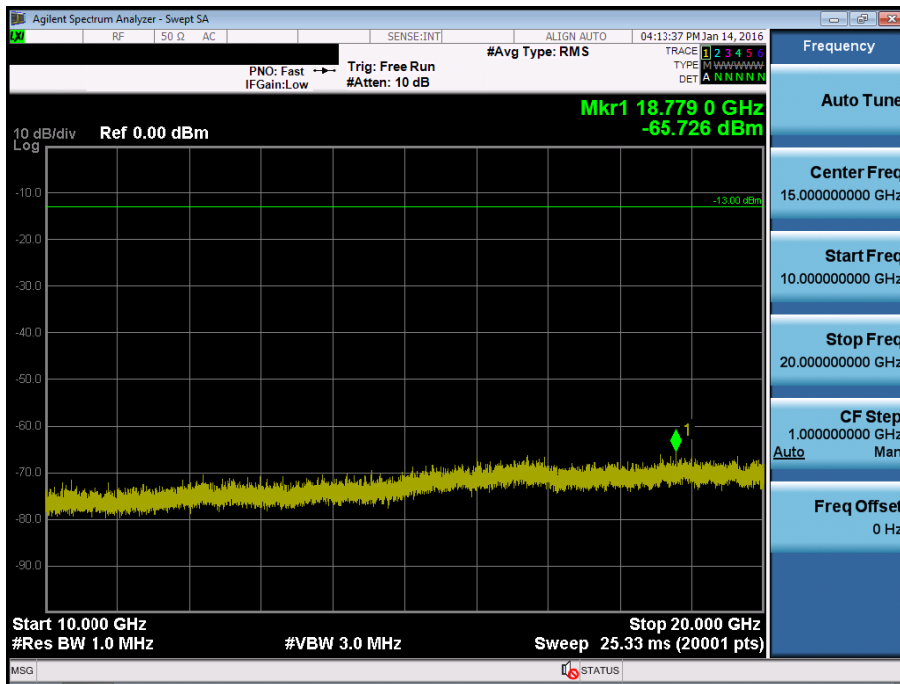 Agilent Spectrum Analyzer - Swept SA
LXI RF 50 Ω AC SENSE:INT ALIGN AUTO 04:13:37 PM Jan 14, 2016
Frequency
#Avg Type: RMS
TRACE 1 2 3 4 5 6
TYPE M W W W W W
DET A N N N N N
PNO: Fast
IFGain:Low
Trig: Free Run
#Atten: 10 dB
Mkr1 18.779 0 GHz
-65.726 dBm
10 dB/div
Log
Ref 0.00 dBm
-10.0
-13.00 dBm
-20.0
-30.0
-40.0
-50.0
-60.0
1
-70.0
-80.0
-90.0
Start 10.000 GHz
Stop 20.000 GHz
#Res BW 1.0 MHz
#VBW 3.0 MHz
Sweep 25.33 ms (20001 pts)
MSG
STATUS
Auto Tune
Center Freq
15.000000000 GHz
Start Freq
10.000000000 GHz
Stop Freq
20.000000000 GHz
CF Step
1.000000000 GHz
Auto Man
Freq Offset
0 Hz